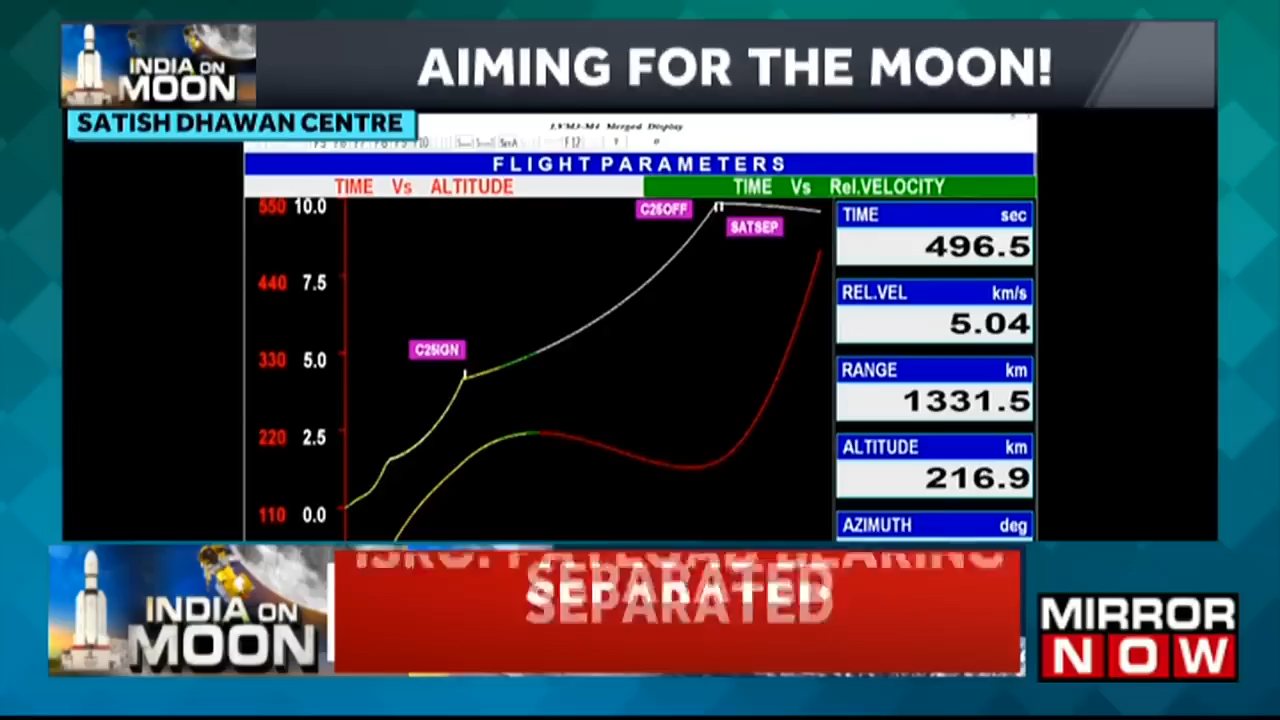 INDIA ON
MOON
AIMING FOR THE MOON!
SATISH DHAWAN CENTRE
LVM3-M4 Merged Display
F12
FLIGHT PARAMETERS
TIME Vs ALTITUDE
TIME Vs Rel.VELOCITY
550 10.0
440 7.5
330 5.0
220 2.5
110 0.0
C25OFF
SATSEP
C25IGN
TIME sec
496.5
REL.VEL km/s
5.04
RANGE km
1331.5
ALTITUDE km
216.9
AZIMUTH deg
INDIA ON
MOON
SEPARATED
SEPARATED
MIRROR
NOW